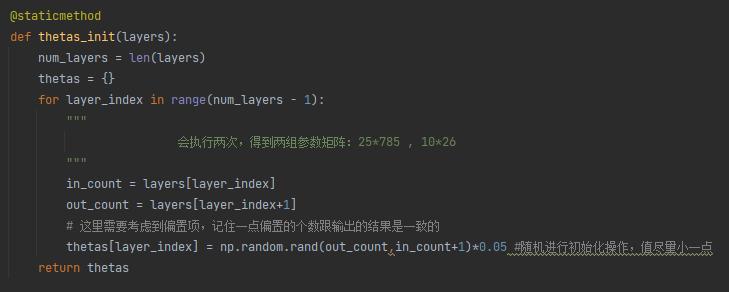 @staticmethod
def thetas_init(layers):
    num_layers = len(layers)
    thetas = {}
    for layer_index in range(num_layers - 1):
        """
                会执行两次，得到两组参数矩阵：25*785 , 10*26
        """
        in_count = layers[layer_index]
        out_count = layers[layer_index+1]
        # 这里需要考虑到偏置项，记住一点偏置的个数跟输出的结果是一致的
        thetas[layer_index] = np.random.rand(out_count,in_count+1)*0.05 #随机进行初始化操作，值尽量小一点
    return thetas